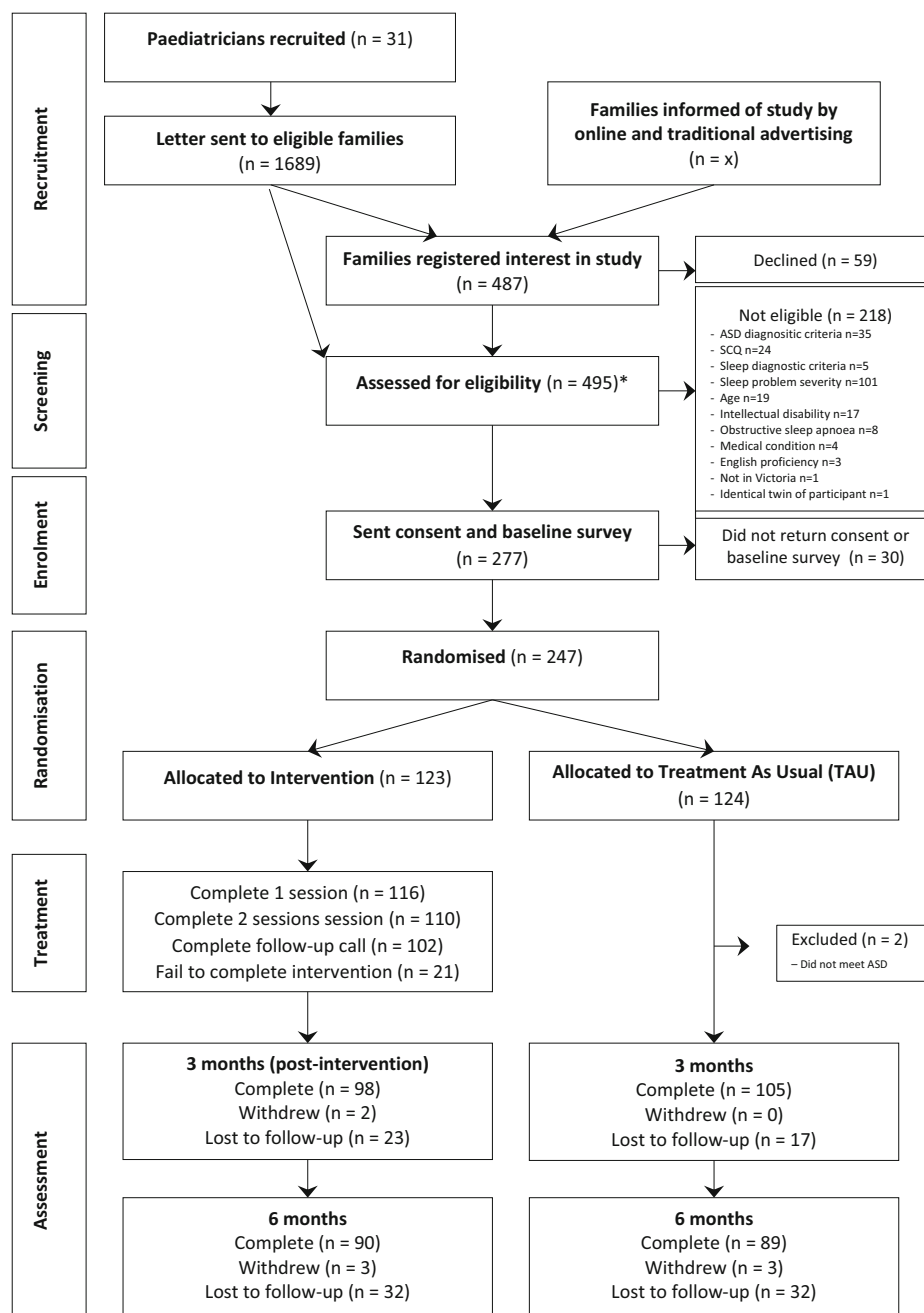 Recruitment
Paediatricians recruited (n = 31)
Letter sent to eligible families
(n = 1689)
Families informed of study by
online and traditional advertising
(n = x)
Families registered interest in study
(n = 487)
Declined (n = 59)
Screening
Assessed for eligibility (n = 495)*
Not eligible (n = 218)
- ASD diagnositic criteria n=35
- SCQ n=24
- Sleep diagnostic criteria n=5
- Sleep problem severity n=101
- Age n=19
- Intellectual disability n=17
- Obstructive sleep apnoea n=8
- Medical condition n=4
- English proficiency n=3
- Not in Victoria n=1
- Identical twin of participant n=1
Enrolment
Sent consent and baseline survey
(n = 277)
Did not return consent or
baseline survey (n = 30)
Randomisation
Randomised (n = 247)
Allocated to Intervention (n = 123)
Allocated to Treatment As Usual (TAU)
(n = 124)
Treatment
Complete 1 session (n = 116)
Complete 2 sessions session (n = 110)
Complete follow-up call (n = 102)
Fail to complete intervention (n = 21)
Excluded (n = 2)
– Did not meet ASD
Assessment
3 months (post-intervention)
Complete (n = 98)
Withdrew (n = 2)
Lost to follow-up (n = 23)
3 months
Complete (n = 105)
Withdrew (n = 0)
Lost to follow-up (n = 17)
6 months
Complete (n = 90)
Withdrew (n = 3)
Lost to follow-up (n = 32)
6 months
Complete (n = 89)
Withdrew (n = 3)
Lost to follow-up (n = 32)